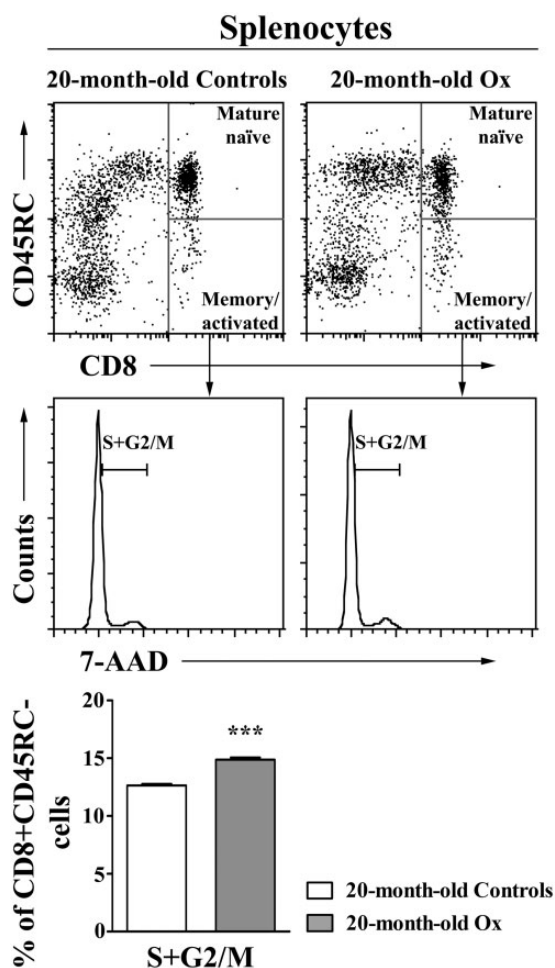 Splenocytes
20-month-old Controls
20-month-old Ox
CD45RC
Mature
naïve
Memory/
activated
Mature
naïve
Memory/
activated
CD8
Counts
S+G2/M
S+G2/M
7-AAD
% of CD8+CD45RC-
cells
20
15
10
5
0
***
S+G2/M
20-month-old Controls
20-month-old Ox